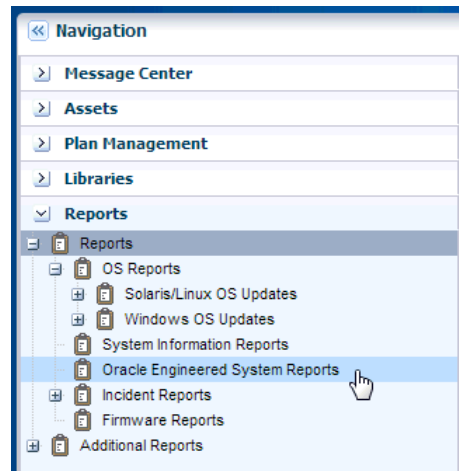 Navigation
Message Center
Assets
Plan Management
Libraries
Reports
Reports
OS Reports
Solaris/Linux OS Updates
Windows OS Updates
System Information Reports
Oracle Engineered System Reports
Incident Reports
Firmware Reports
Additional Reports